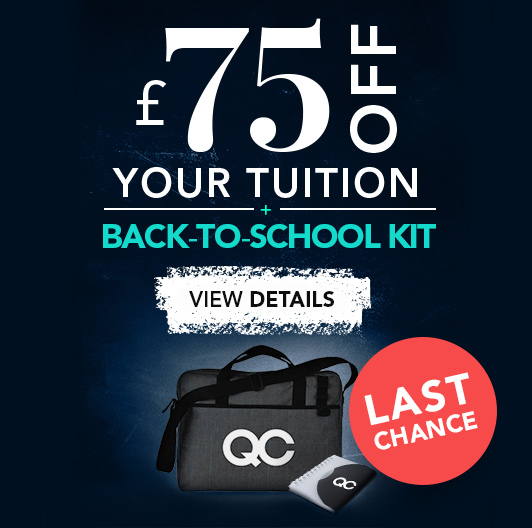 £75 OFF
YOUR TUITION
+
BACK-TO-SCHOOL KIT
VIEW DETAILS
LAST
CHANCE
QC
QC